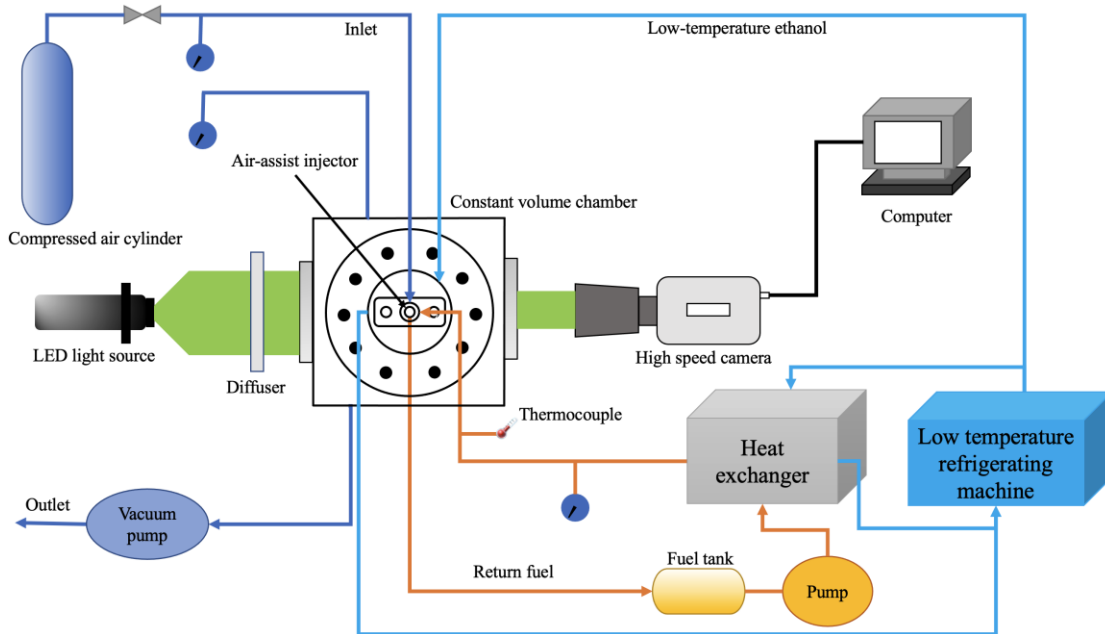 Inlet
Low-temperature ethanol
Air-assist injector
Constant volume chamber
Computer
Compressed air cylinder
LED light source
High speed camera
Diffuser
Thermocouple
Heat
exchanger
Low temperature
refrigerating
machine
Outlet
Vacuum
pump
Return fuel
Fuel tank
Pump